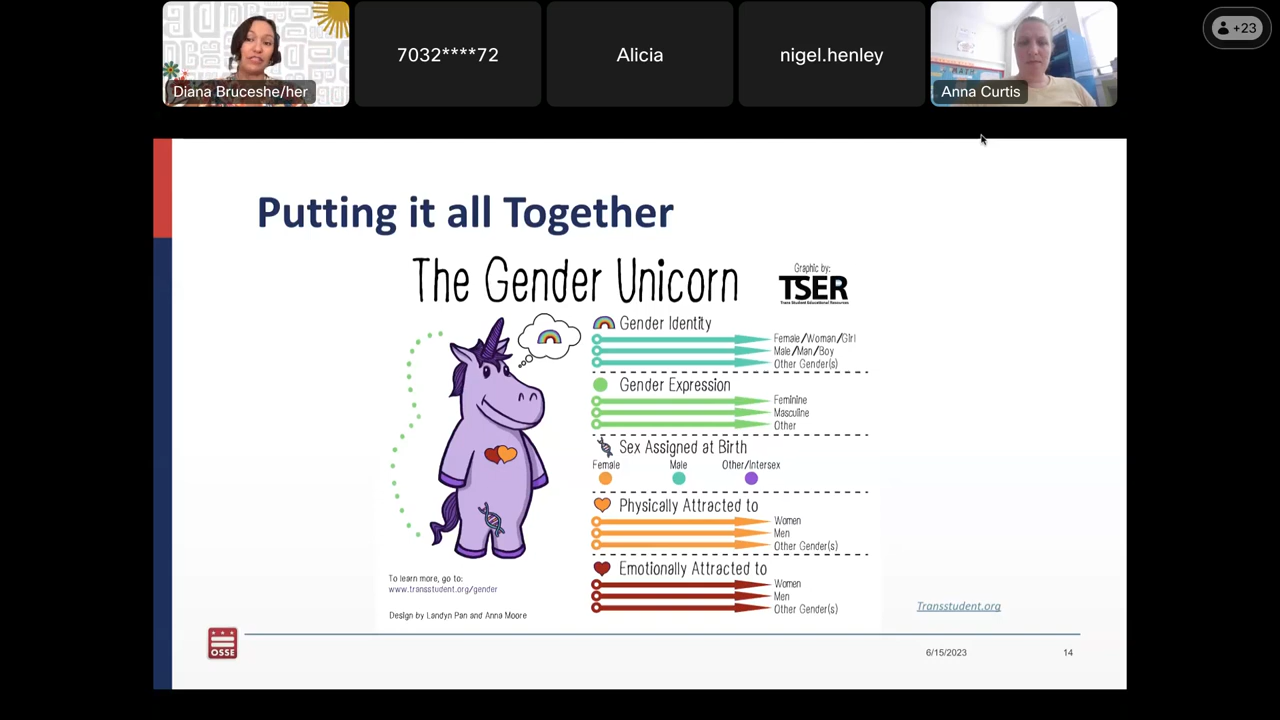 Diana Bruceshe/her
7032****72
Alicia
nigel.henley
Anna Curtis
+23
Putting it all Together
The Gender Unicorn
Graphic by:
TSER
Trans Student Educational Resources
Gender Identity
Female/Woman/Girl
Male/Man/Boy
Other Gender(s)
Gender Expression
Feminine
Masculine
Other
Sex Assigned at Birth
Female Male Other/Intersex
Physically Attracted to
Women
Men
Other Gender(s)
Emotionally Attracted to
Women
Men
Other Gender(s)
To learn more, go to:
www.transstudent.org/gender
Design by Landyn Pan and Anna Moore
Transstudent.org
OSSE
6/15/2023 14